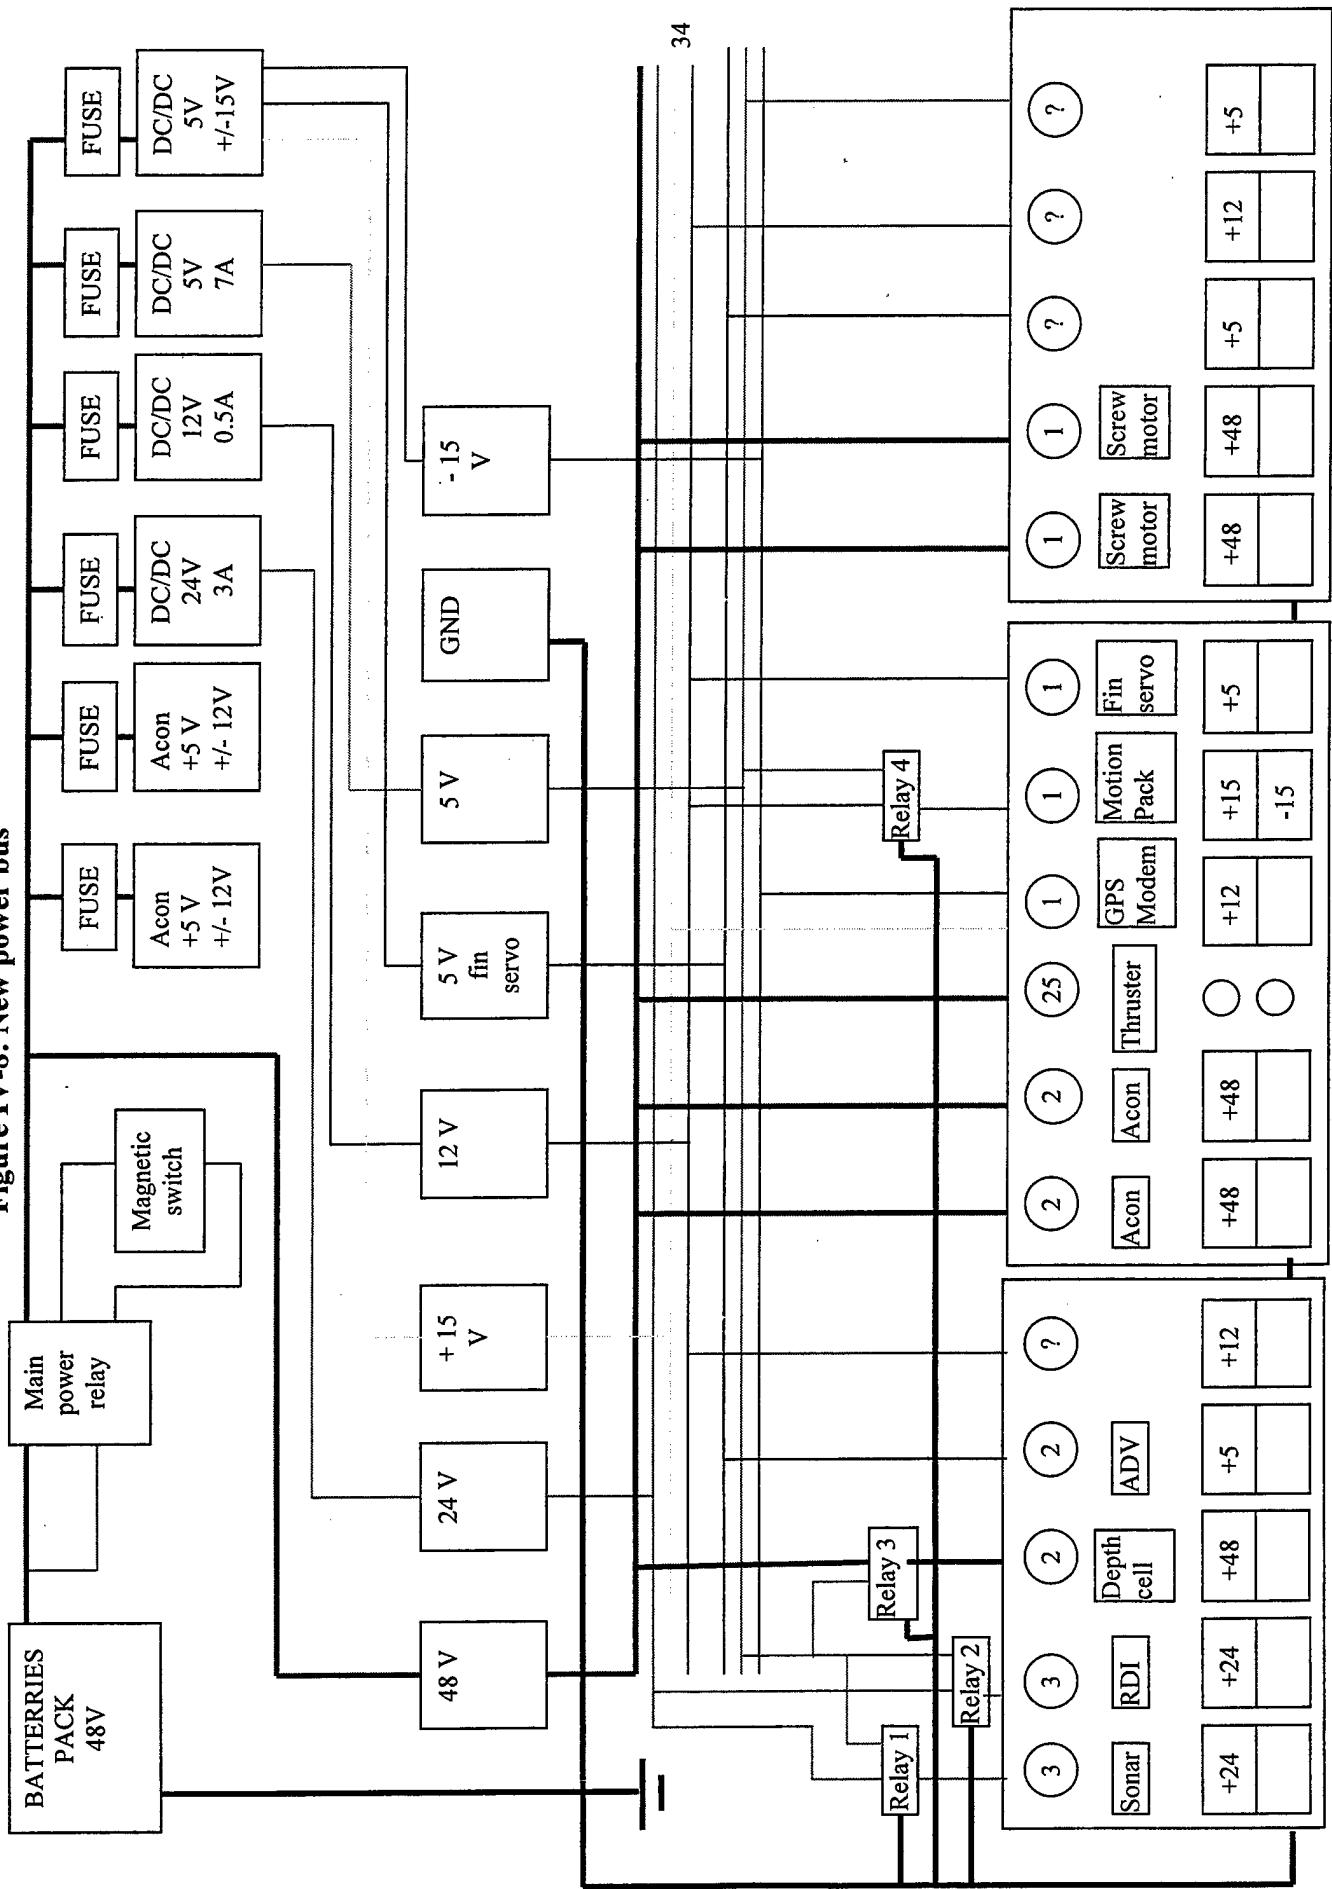 Figure IV-8: New power bus
BATTERIES
PACK
48V
Main
power
relay
Magnetic
switch
FUSE
FUSE
FUSE
FUSE
FUSE
FUSE
Acon
+5 V
+/- 12V
Acon
+5 V
+/- 12V
DC/DC
24V
3A
DC/DC
12V
0.5A
DC/DC
5V
7A
DC/DC
5V
+/-15V
48 V
24 V
+ 15
V
12 V
5 V
fin
servo
5 V
GND
- 15
V
34
Relay 1
Relay 2
Relay 3
Relay 4
3
3
2
2
?
Sonar
RDI
Depth
cell
ADV
+24
+24
+48
+5
+12
2
2
25
1
1
1
Acon
Acon
Thruster
GPS
Modem
Motion
Pack
Fin
servo
+48
+48
+12
+15
-15
+5
1
1
?
?
?
Screw
motor
Screw
motor
+48
+48
+5
+12
+5